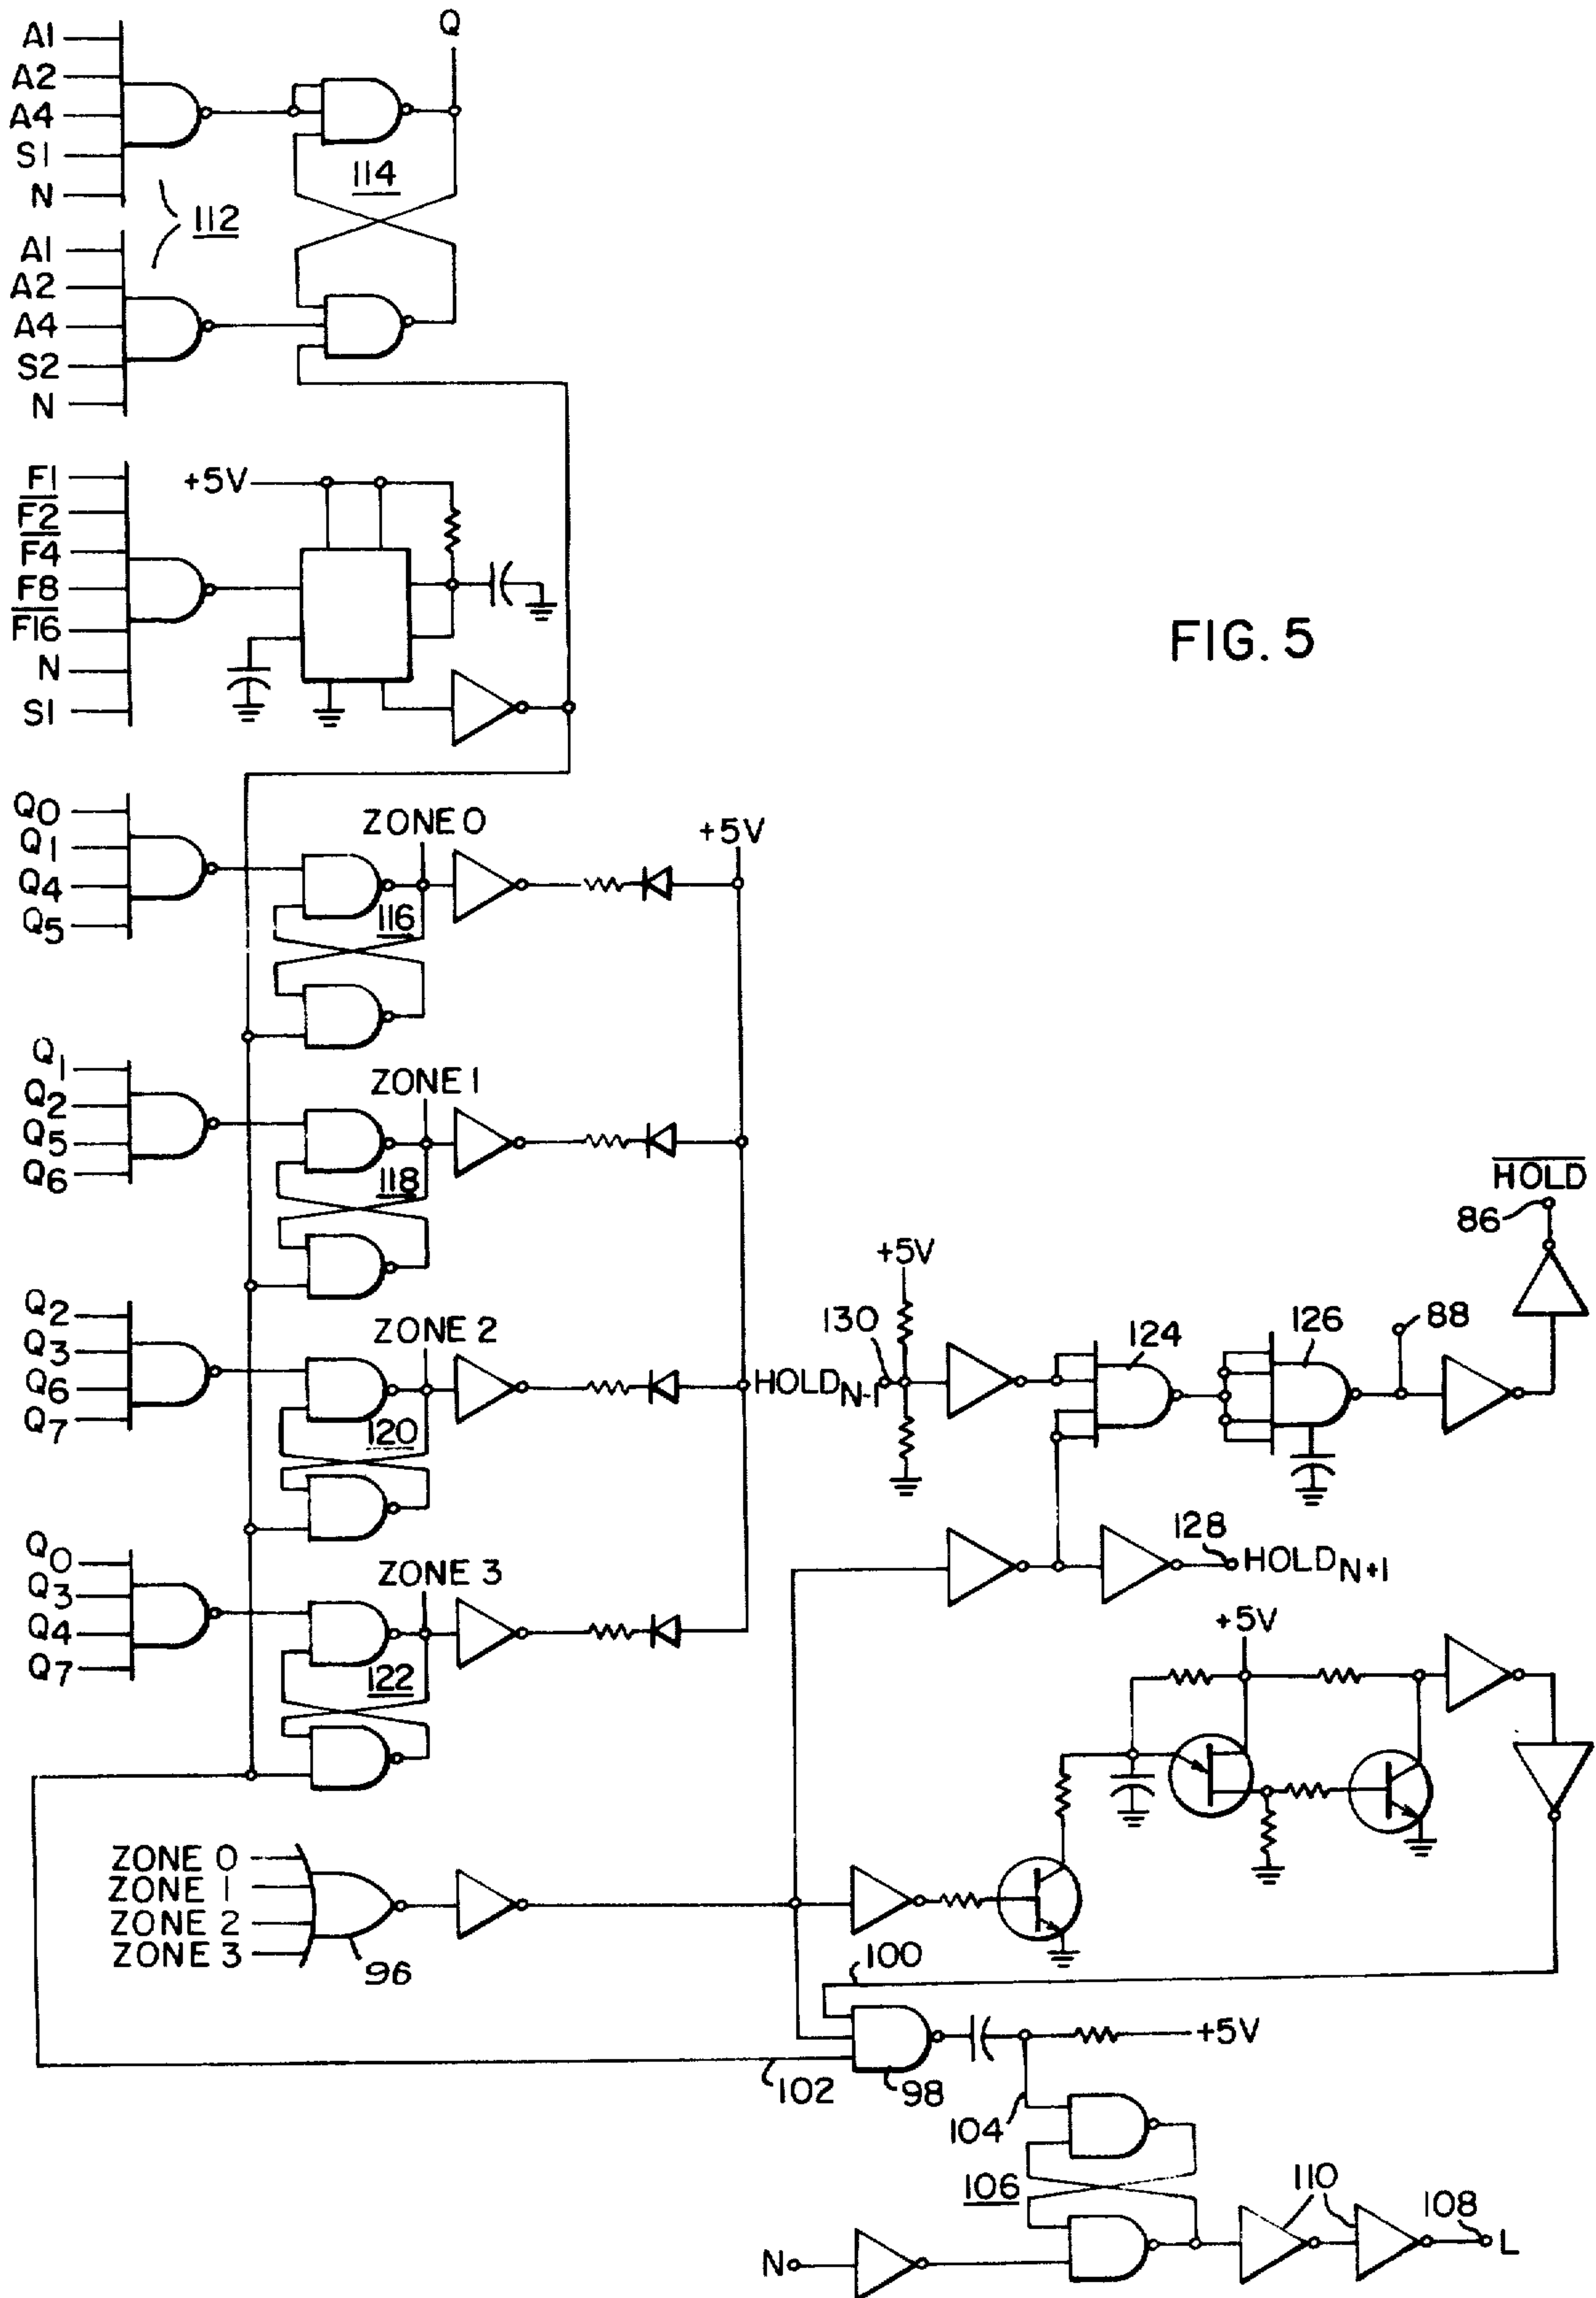 Q
A1
A2
A4
S1
N
114
112
A1
A2
A4
S2
N
F1
+5V
F2
F4
F8
F16
N
S1
FIG. 5
Q0
Q1
Q4
Q5
ZONE 0
+5V
116
Q1
Q2
Q5
Q6
ZONE 1
118
HOLD
86
+5V
Q2
Q3
Q6
Q7
ZONE 2
120
130
HOLD N-1
124
126
88
Q0
Q3
Q4
Q7
ZONE 3
122
128
HOLD N+1
+5V
ZONE 0
ZONE 1
ZONE 2
ZONE 3
96
100
102
98
+5V
104
106
110
108
N
L